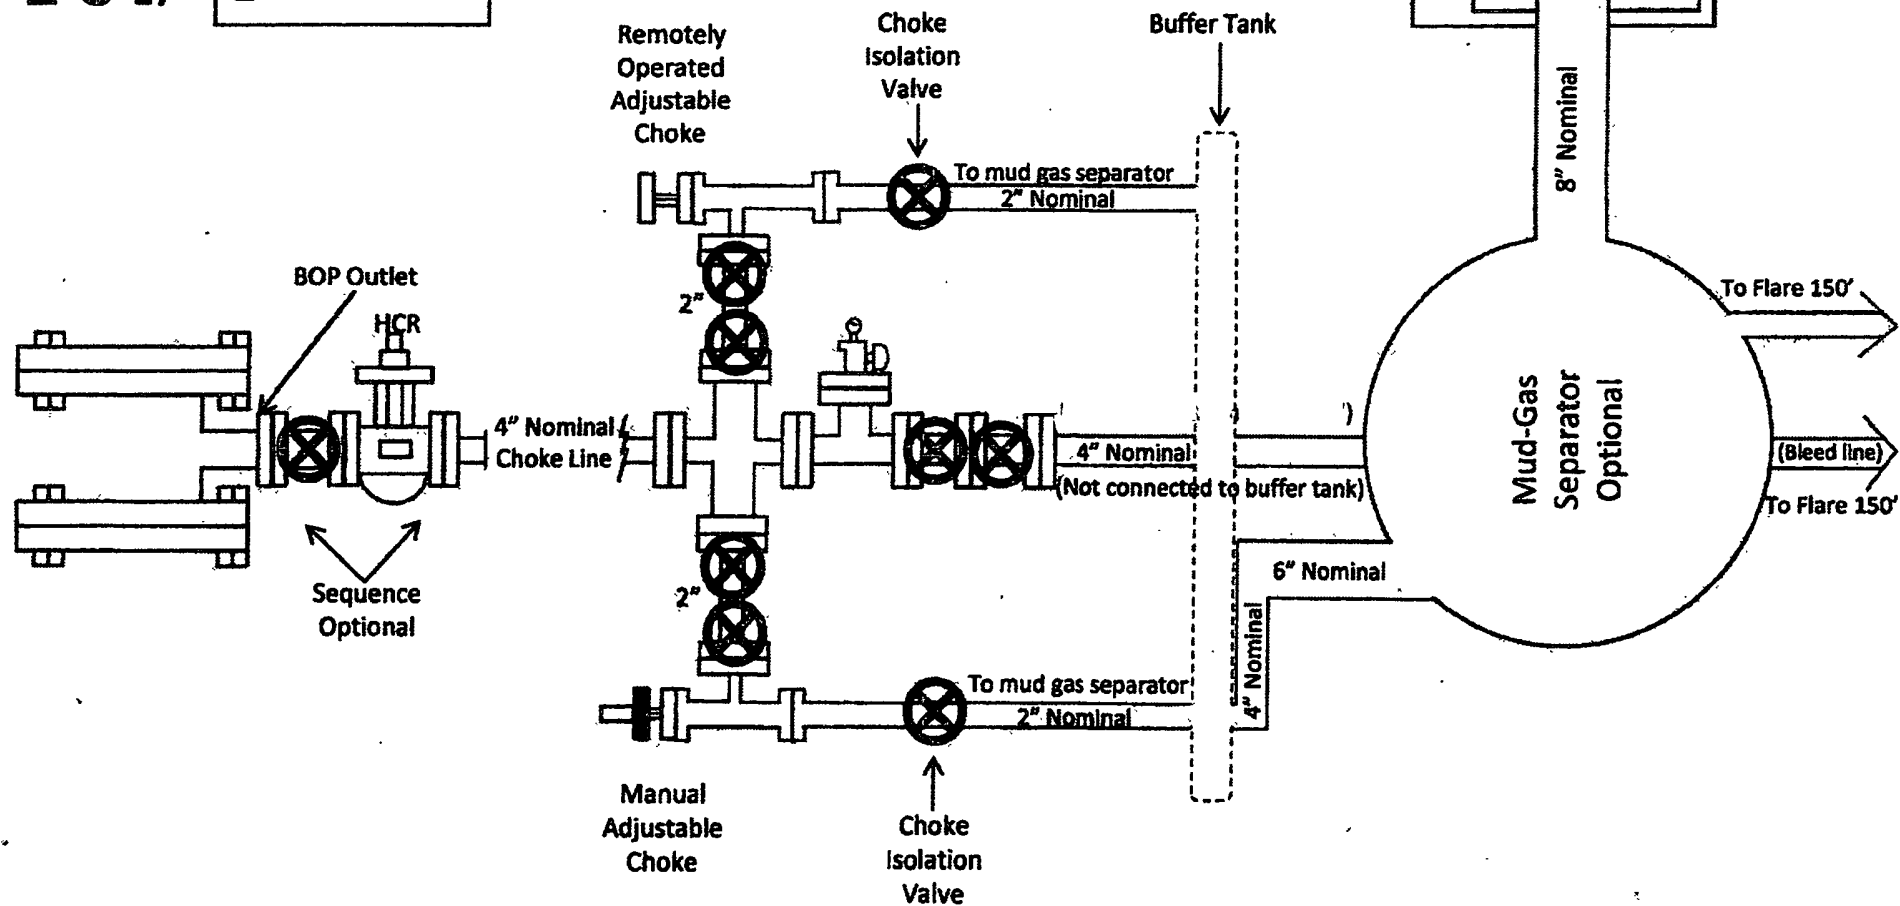 Remotely
Operated
Adjustable
Choke
Choke
Isolation
Valve
Buffer Tank
8" Nominal
To mud gas separator
2" Nominal
BOP Outlet
HCR
2"
To Flare 150'
4" Nominal
Choke Line
4" Nominal
(Not connected to buffer tank)
Mud-Gas
Separator
Optional
(Bleed line)
To Flare 150'
6" Nominal
4" Nominal
Sequence
Optional
2"
To mud gas separator
2" Nominal
Manual
Adjustable
Choke
Choke
Isolation
Valve